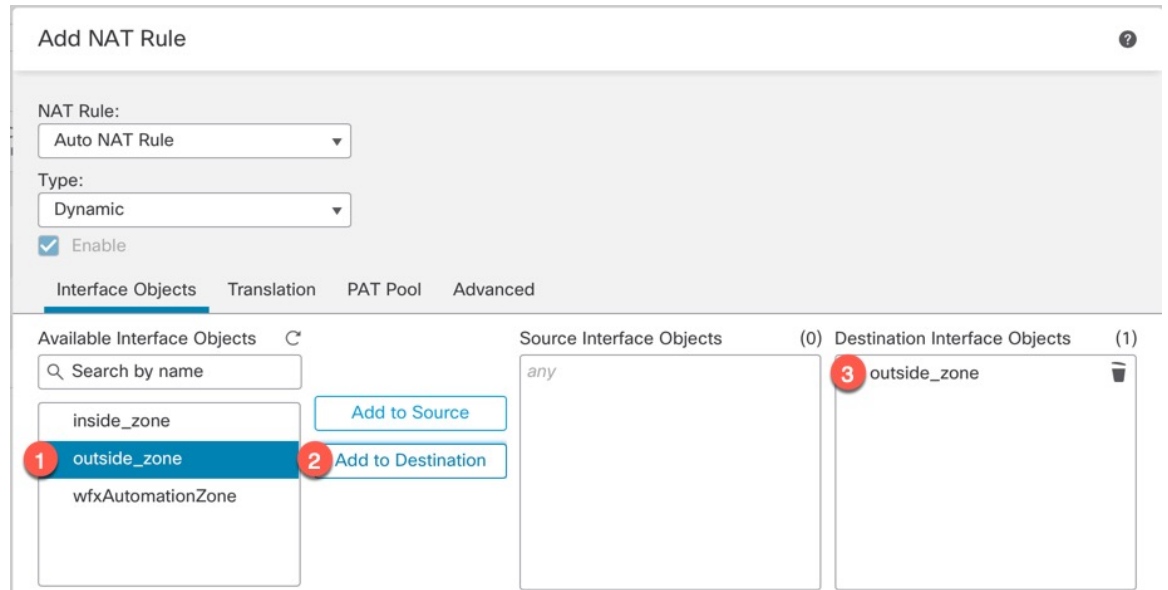 Add NAT Rule
?
NAT Rule:
Auto NAT Rule
Type:
Dynamic
Enable
Interface Objects Translation PAT Pool Advanced
Available Interface Objects
Source Interface Objects (0)
Destination Interface Objects (1)
Search by name
any
3 outside_zone
inside_zone
Add to Source
1 outside_zone
2 Add to Destination
wfxAutomationZone